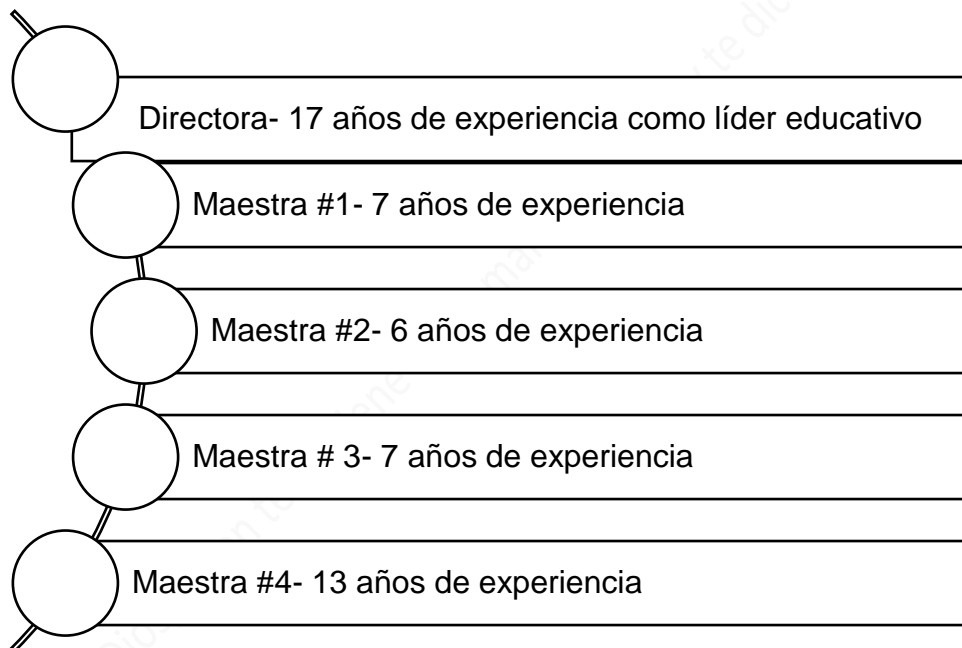 Directora- 17 años de experiencia como líder educativo
Maestra #1- 7 años de experiencia
Maestra #2- 6 años de experiencia
Maestra # 3- 7 años de experiencia
Maestra #4- 13 años de experiencia